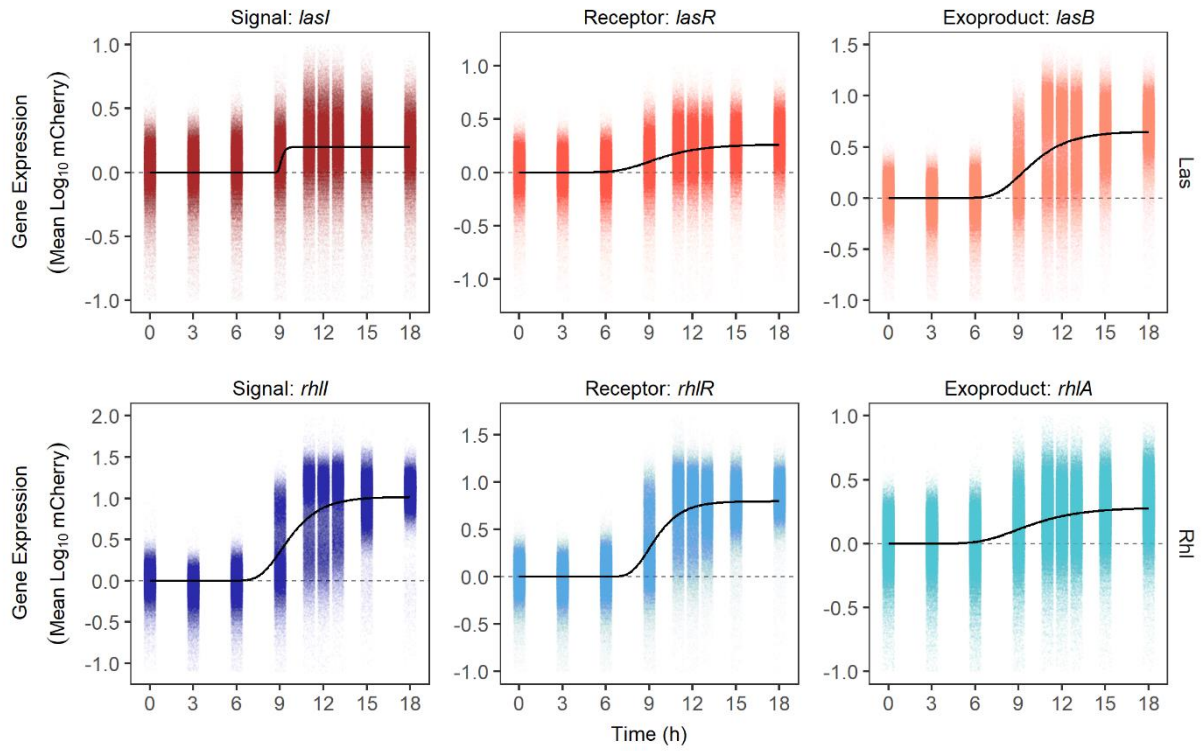 Signal: lasI
Receptor: lasR
Exoproduct: lasB
Gene Expression
(Mean Log10 mCherry)
1.0
0.5
0.0
-0.5
-1.0
0 3 6 9 12 15 18
1.0
0.5
0.0
-0.5
-1.0
0 3 6 9 12 15 18
1.5
1.0
0.5
0.0
-0.5
-1.0
0 3 6 9 12 15 18
Las
Signal: rhlI
Receptor: rhlR
Exoproduct: rhlA
Gene Expression
(Mean Log10 mCherry)
2.0
1.5
1.0
0.5
0.0
-0.5
-1.0
0 3 6 9 12 15 18
1.5
1.0
0.5
0.0
-0.5
-1.0
0 3 6 9 12 15 18
1.0
0.5
0.0
-0.5
-1.0
0 3 6 9 12 15 18
Rhl
Time (h)